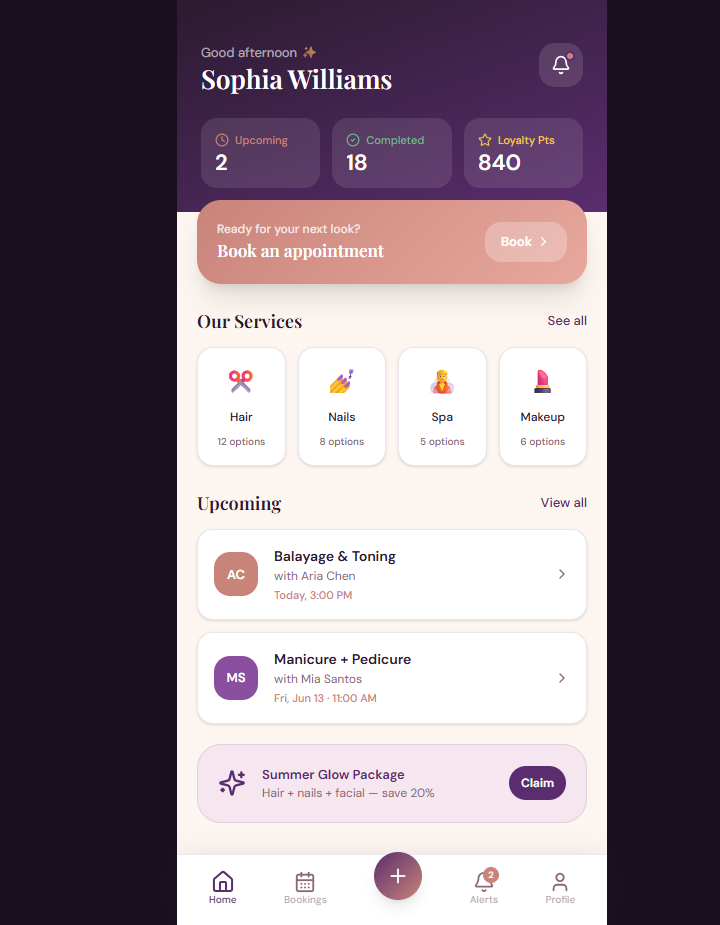 Good afternoon ✨
Sophia Williams
Upcoming
2
Completed
18
Loyalty Pts
840
Ready for your next look?
Book an appointment
Book
Our Services
See all
Hair
12 options
Nails
8 options
Spa
5 options
Makeup
6 options
Upcoming
View all
AC
Balayage & Toning
with Aria Chen
Today, 3:00 PM
MS
Manicure + Pedicure
with Mia Santos
Fri, Jun 13 · 11:00 AM
Summer Glow Package
Hair + nails + facial — save 20%
Claim
Home
Bookings
2
Alerts
Profile